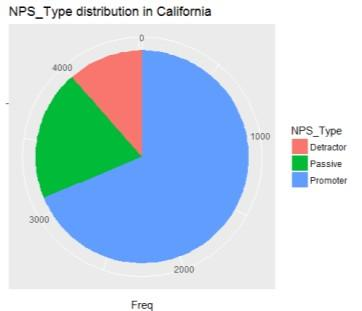 NPS_Type distribution in California
0
4000
1000
3000
2000
NPS_Type
Detractor
Passive
Promoter
Freq